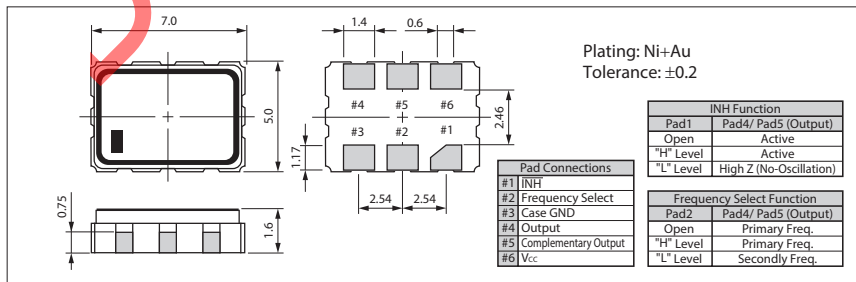 7.0
1.4
0.6
Plating: Ni+Au
Tolerance: ±0.2
5.0
#4
#5
#6
#3
#2
#1
2.46
1.17
2.54
2.54
0.75
1.6
Pad Connections
#1 INH
#2 Frequency Select
#3 Case GND
#4 Output
#5 Complementary Output
#6 Vcc
INH Function
Pad1 Pad4/ Pad5 (Output)
Open Active
"H" Level Active
"L" Level High Z (No-Oscillation)
Frequency Select Function
Pad2 Pad4/ Pad5 (Output)
Open Primary Freq.
"H" Level Primary Freq.
"L" Level Secondly Freq.